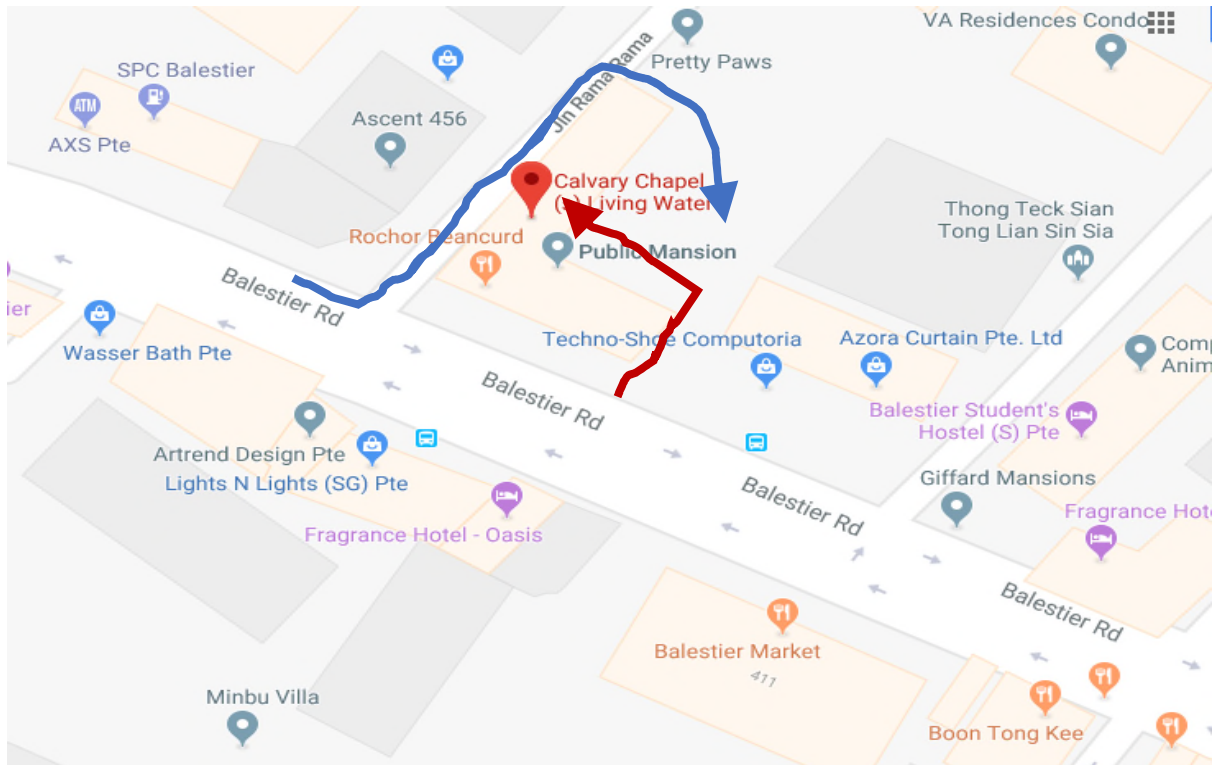 VA Residences Condo
Pretty Paws
SPC Balestier
ATM
AXS Pte
Ascent 456
Jln Rama Rama
Calvary Chapel
(S) Living Water
Thong Teck Sian
Tong Lian Sin Sia
Rochor Beancurd
Public Mansion
Balestier Rd
ier
Wasser Bath Pte
Techno-Shoe Computoria
Azora Curtain Pte. Ltd
Comp
Anim
Balestier Rd
Balestier Student's
Hostel (S) Pte
Artrend Design Pte
Lights N Lights (SG) Pte
Giffard Mansions
Balestier Rd
Fragrance Hote
Fragrance Hotel - Oasis
Balestier Rd
Balestier Market
411
Minbu Villa
Boon Tong Kee